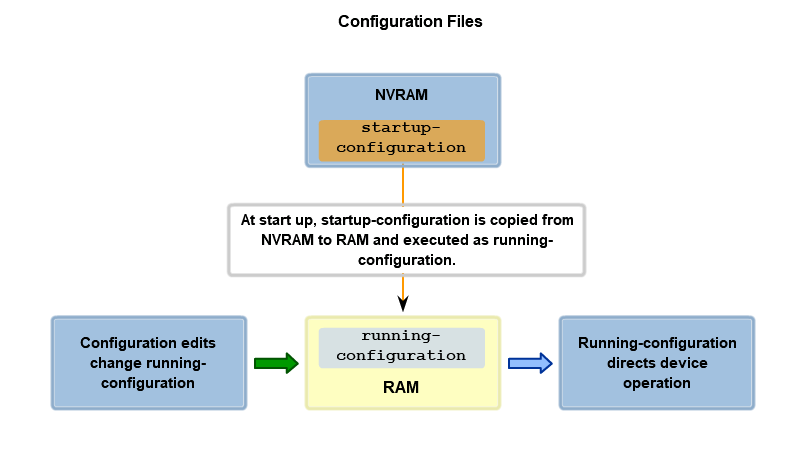 Configuration Files
NVRAM
startup-
configuration
At start up, startup-configuration is copied from
NVRAM to RAM and executed as running-
configuration.
Configuration edits
change running-
configuration
running-
configuration
RAM
Running-configuration
directs device
operation